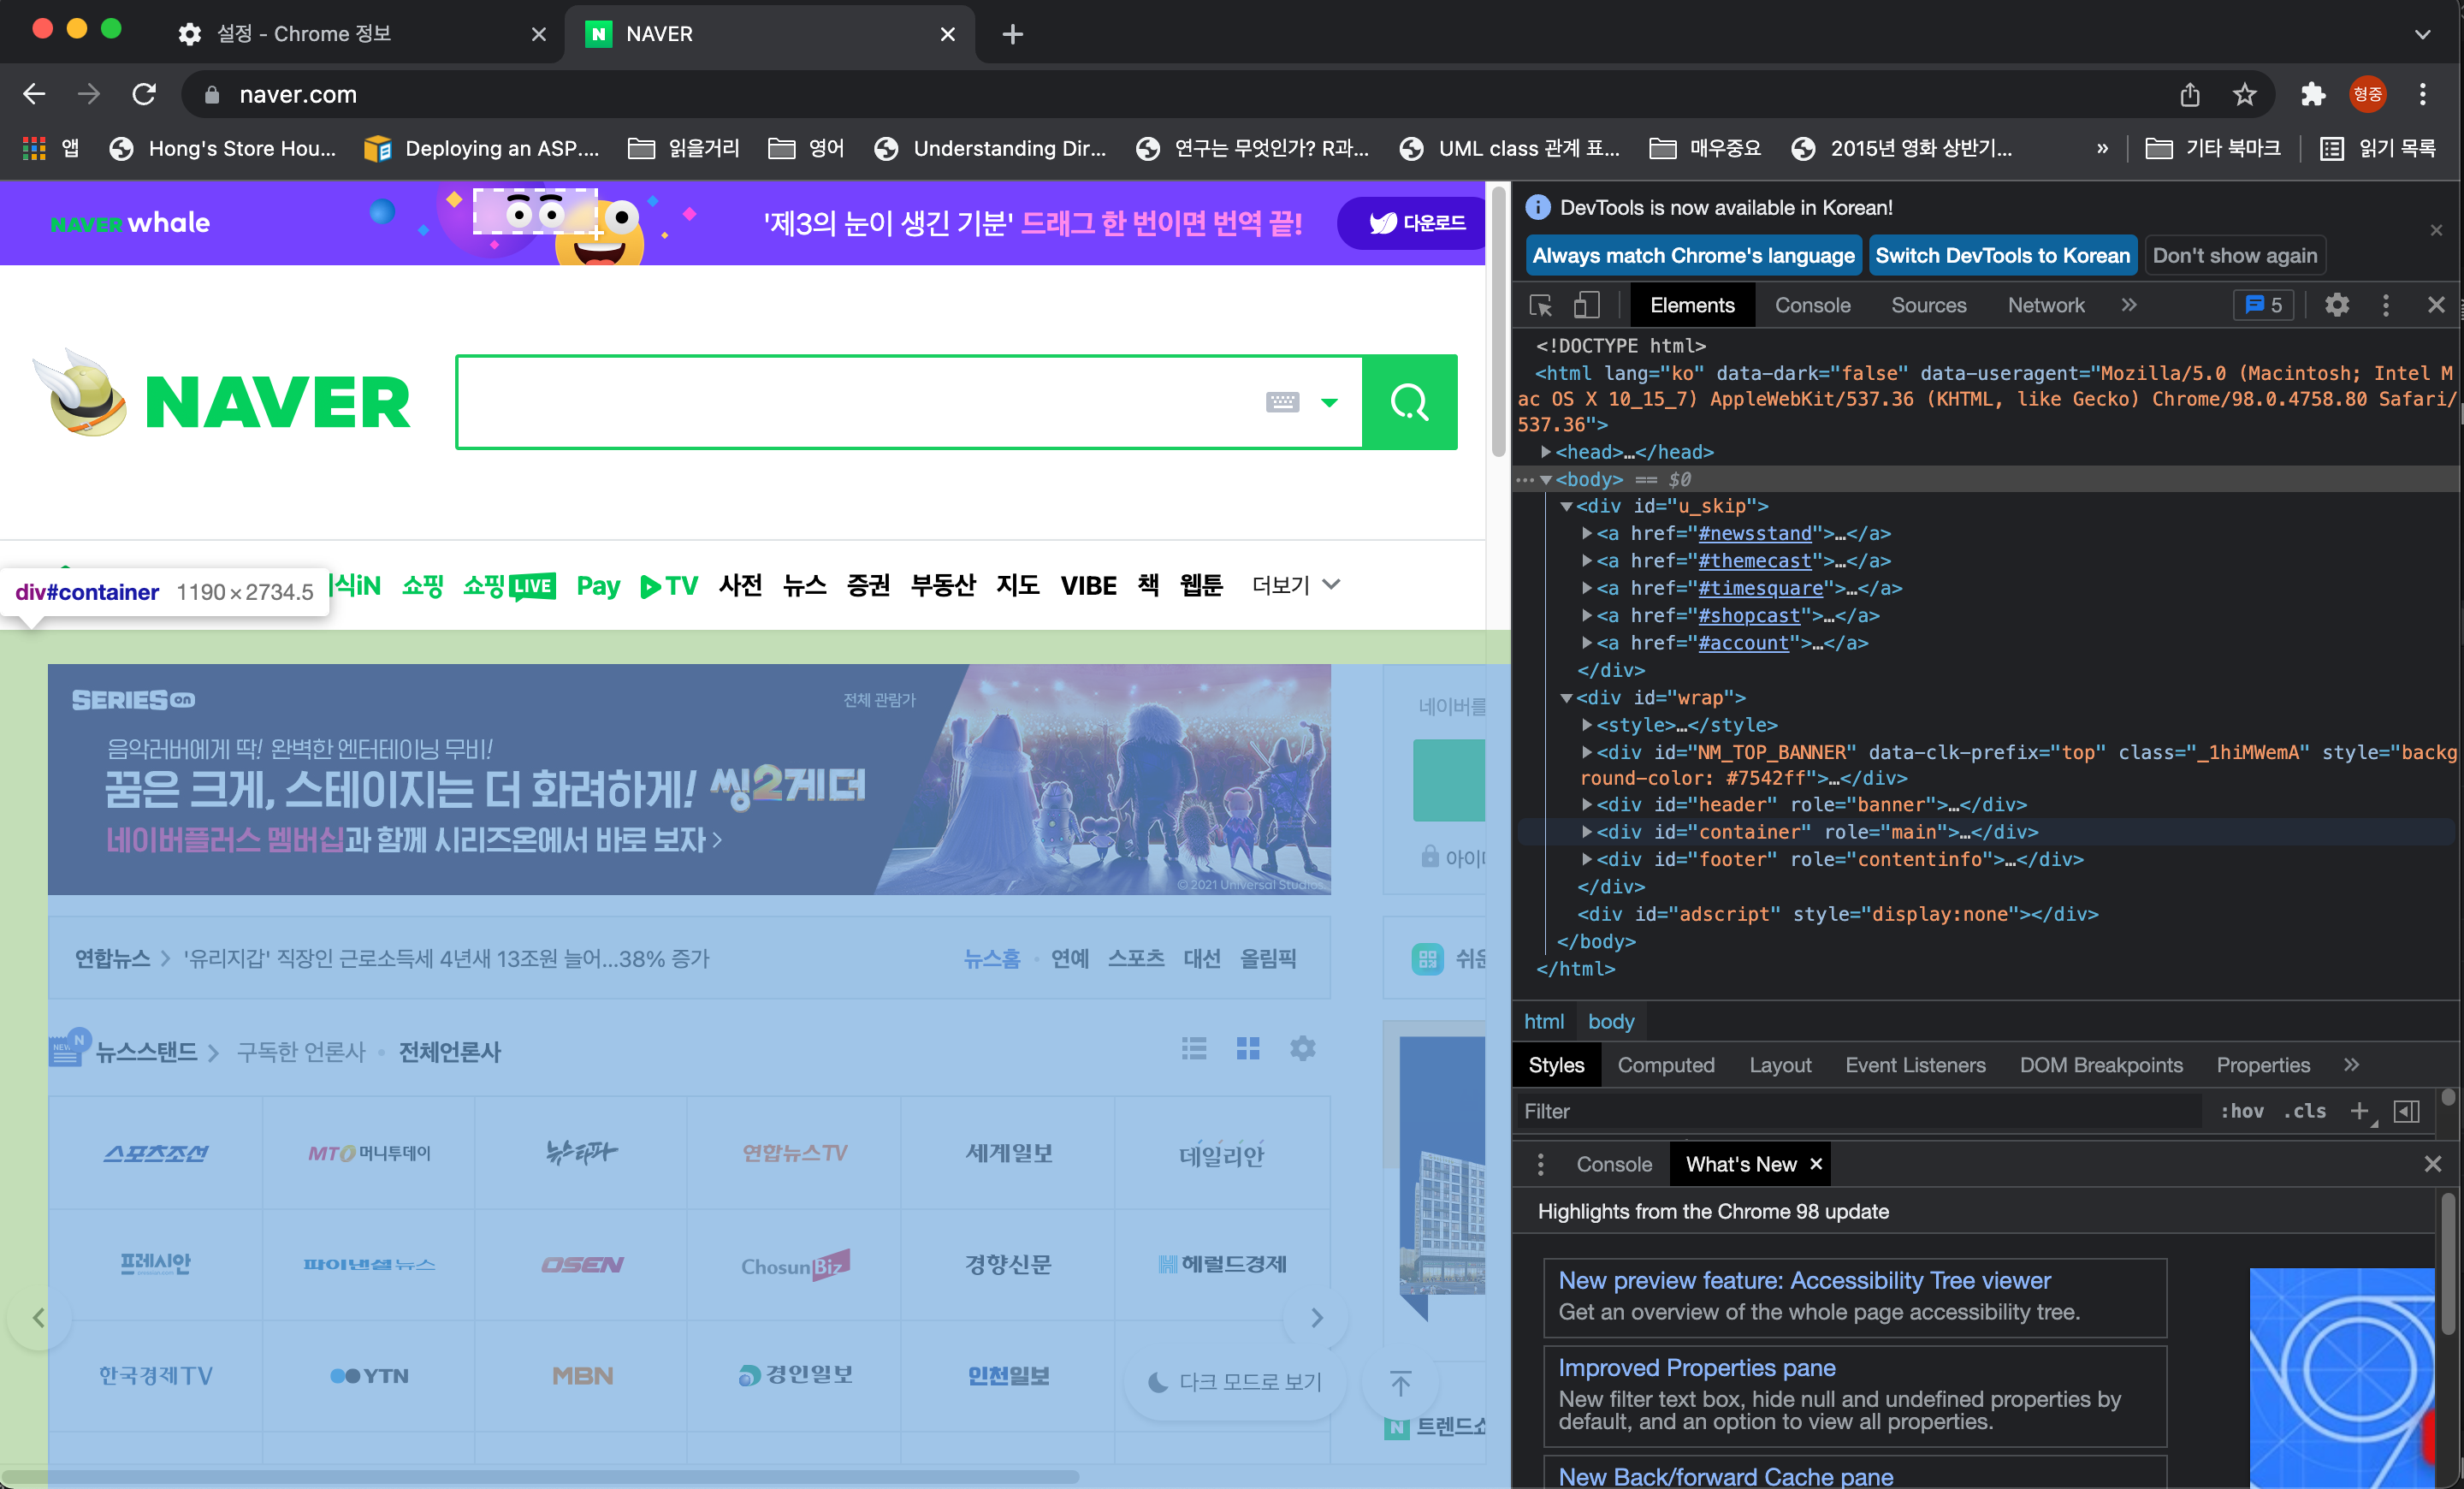 설정 - Chrome 정보
NAVER
naver.com
형중
앱
Hong's Store Hou...
Deploying an ASP....
읽을거리
영어
Understanding Dir...
연구는 무엇인가? R과...
UML class 관계 표...
매우중요
2015년 영화 상반기...
»
기타 북마크
읽기 목록
NAVER whale
'제3의 눈이 생긴 기분' 드래그 한 번이면 번역 끝!
다운로드
NAVER
식iN 쇼핑 쇼핑LIVE Pay TV 사전 뉴스 증권 부동산 지도 VIBE 책 웹툰 더보기
div#container 1190×2734.5
SERIES on
전체 관람가
음악러버에게 딱! 완벽한 엔터테이닝 무비!
꿈은 크게, 스테이지는 더 화려하게! 씽2게더
네이버플러스 멤버십과 함께 시리즈온에서 바로 보자 >
© 2021 Universal Studios.
네이버를
아이
연합뉴스 > '유리지갑' 직장인 근로소득세 4년새 13조원 늘어...38% 증가
뉴스홈 · 연예 스포츠 대선 올림픽
쉬운
NEWS N
뉴스스탠드 > 구독한 언론사 · 전체언론사
스포츠조선 MTO 머니투데이 뉴스타파 연합뉴스TV 세계일보 데일리안
프레시안 파이낸셜뉴스 OSEN ChosunBiz 경향신문 헤럴드경제
한국경제TV YTN MBN 경인일보 인천일보
다크 모드로 보기
N 트렌드쇼
DevTools is now available in Korean!
Always match Chrome's language
Switch DevTools to Korean
Don't show again
Elements Console Sources Network » 5
<!DOCTYPE html>
<html lang="ko" data-dark="false" data-useragent="Mozilla/5.0 (Macintosh; Intel M
ac OS X 10_15_7) AppleWebKit/537.36 (KHTML, like Gecko) Chrome/98.0.4758.80 Safari/
537.36">
<head>…</head>
<body> == $0
<div id="u_skip">
<a href="#newsstand">…</a>
<a href="#themecast">…</a>
<a href="#timesquare">…</a>
<a href="#shopcast">…</a>
<a href="#account">…</a>
</div>
<div id="wrap">
<style>…</style>
<div id="NM_TOP_BANNER" data-clk-prefix="top" class="_1hiMWemA" style="backg
round-color: #7542ff">…</div>
<div id="header" role="banner">…</div>
<div id="container" role="main">…</div>
<div id="footer" role="contentinfo">…</div>
</div>
<div id="adscript" style="display:none"></div>
</body>
</html>
html body
Styles Computed Layout Event Listeners DOM Breakpoints Properties »
Filter
:hov .cls +
Console What's New
Highlights from the Chrome 98 update
New preview feature: Accessibility Tree viewer
Get an overview of the whole page accessibility tree.
Improved Properties pane
New filter text box, hide null and undefined properties by
default, and an option to view all properties.
New Back/forward Cache pane